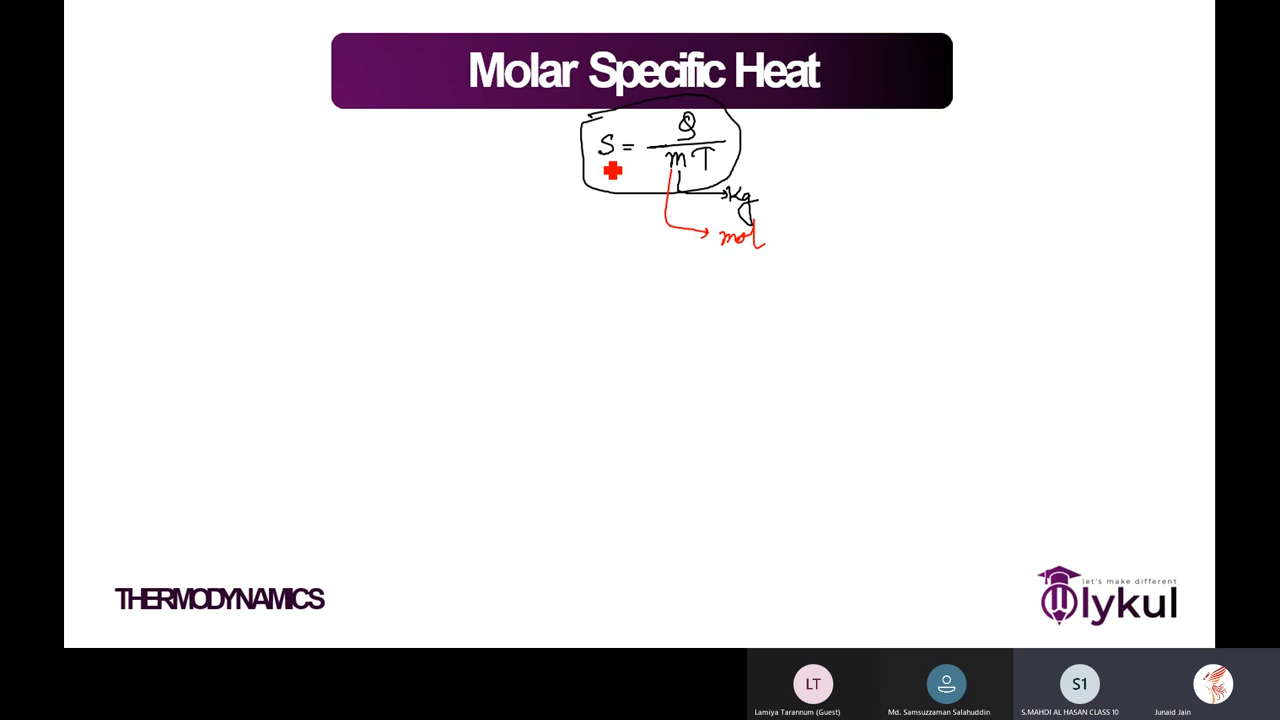 Molar Specific Heat
S = Q / m T
Kg
mol
THERMODYNAMICS
let's make different
lykul
LT
S1
Lamiya Tarannum (Guest)
Md. Samsuzzaman Salahuddin
S.MAHDI AL HASAN CLASS 10
Junaid Jain